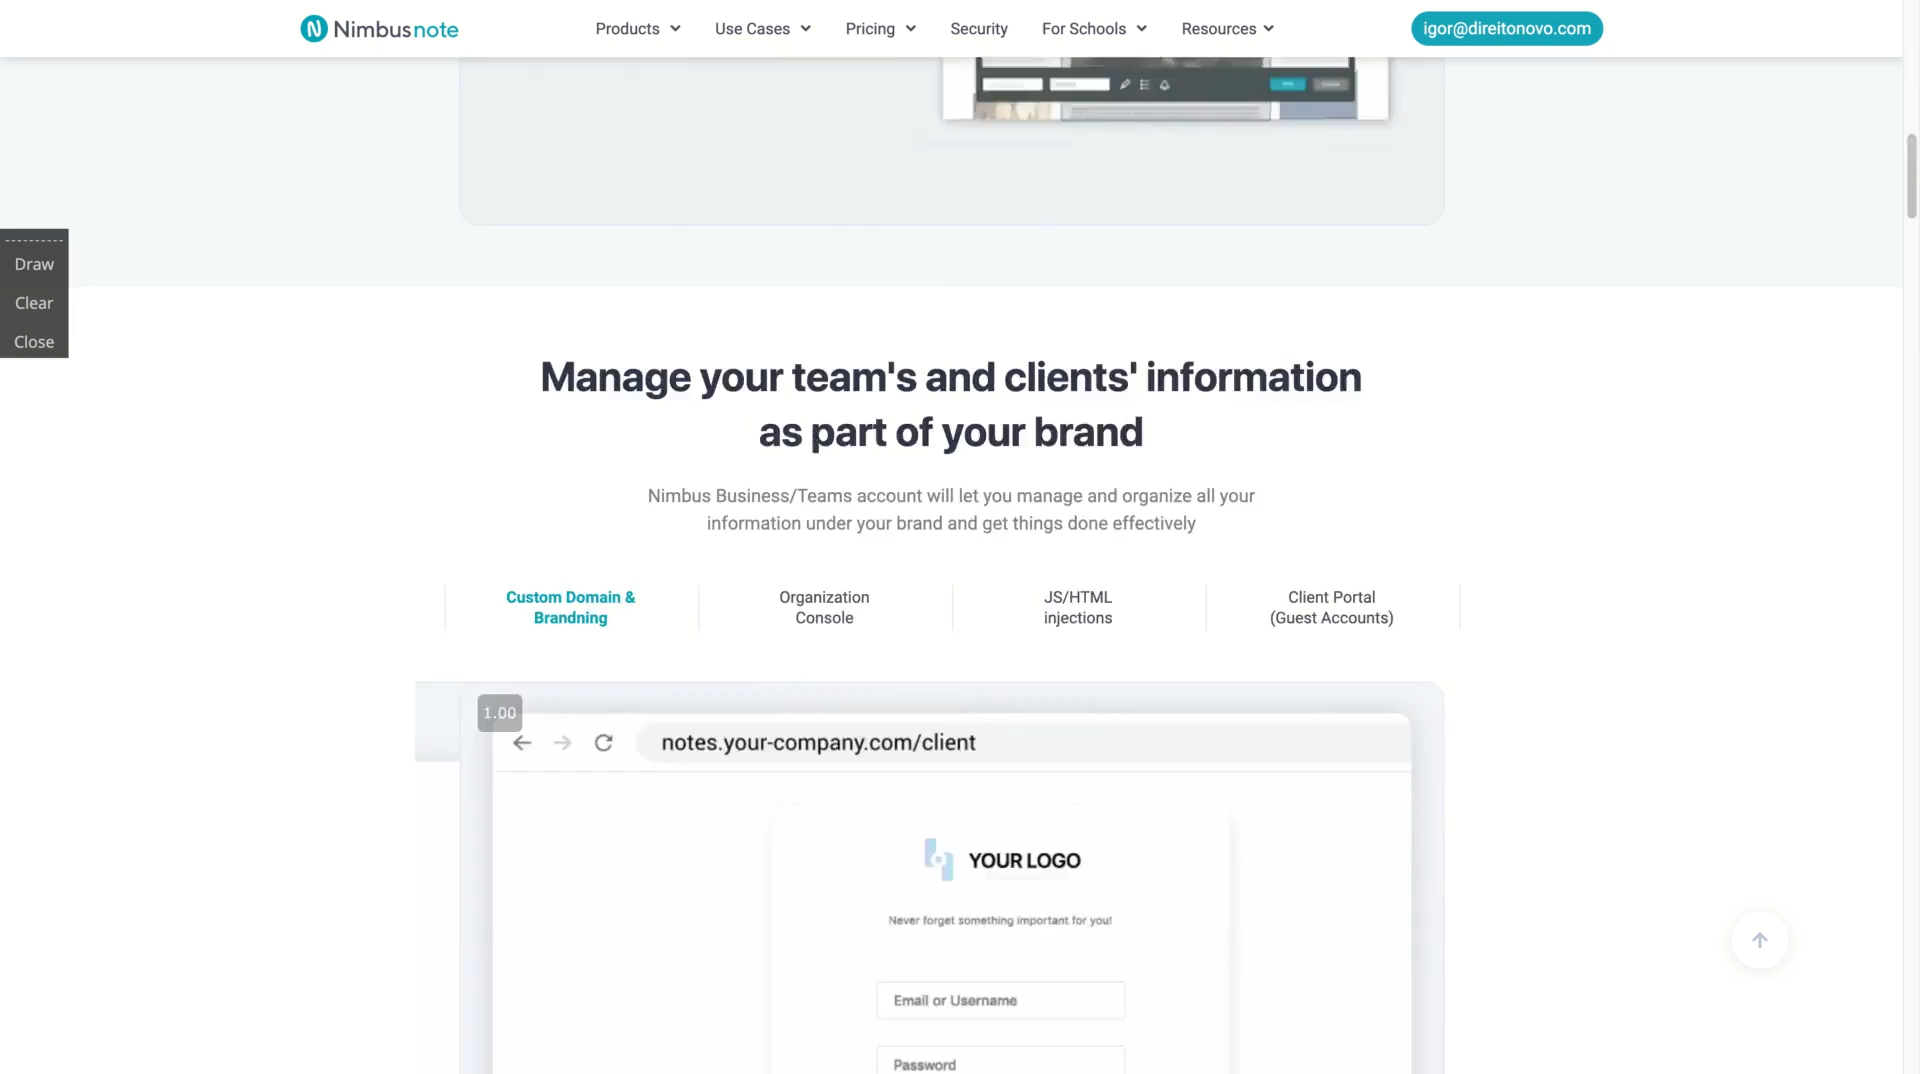 Nimbus note
Products
Use Cases
Pricing
Security
For Schools
Resources
igor@direitonovo.com
Draw
Clear
Close
Manage your team's and clients' information
as part of your brand
Nimbus Business/Teams account will let you manage and organize all your
information under your brand and get things done effectively
Custom Domain &
Brandning
Organization
Console
JS/HTML
injections
Client Portal
(Guest Accounts)
1.00
notes.your-company.com/client
YOUR LOGO
Never forget something important for you!
Email or Username
Password